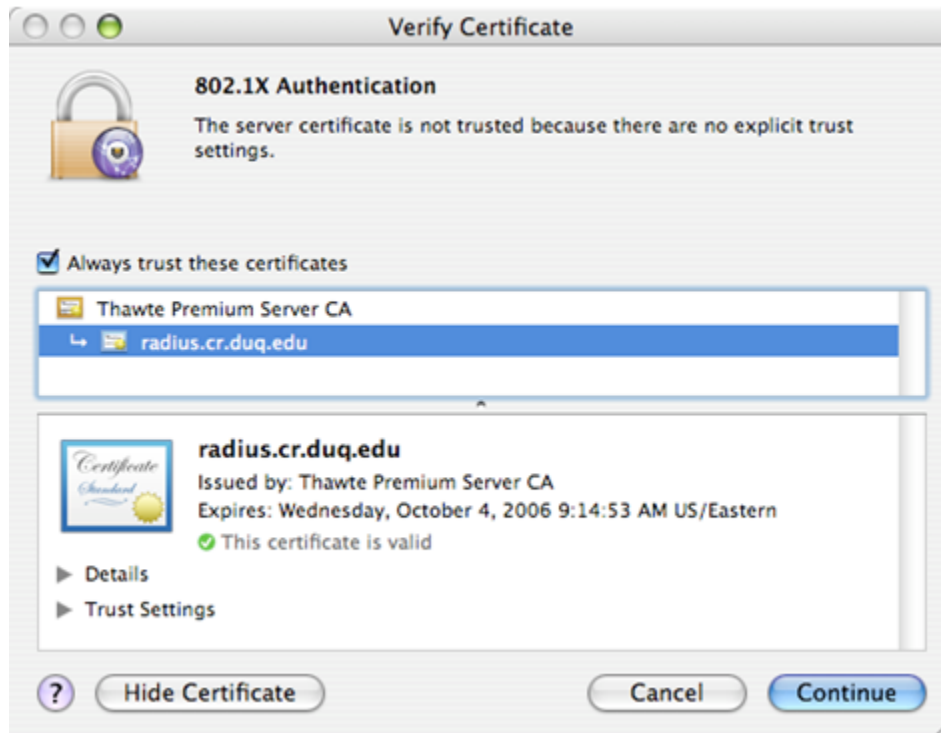 Verify Certificate
802.1X Authentication
The server certificate is not trusted because there are no explicit trust
settings.
Always trust these certificates
Thawte Premium Server CA
radius.cr.duq.edu
Certificate
Standard
radius.cr.duq.edu
Issued by: Thawte Premium Server CA
Expires: Wednesday, October 4, 2006 9:14:53 AM US/Eastern
This certificate is valid
Details
Trust Settings
?
Hide Certificate
Cancel
Continue